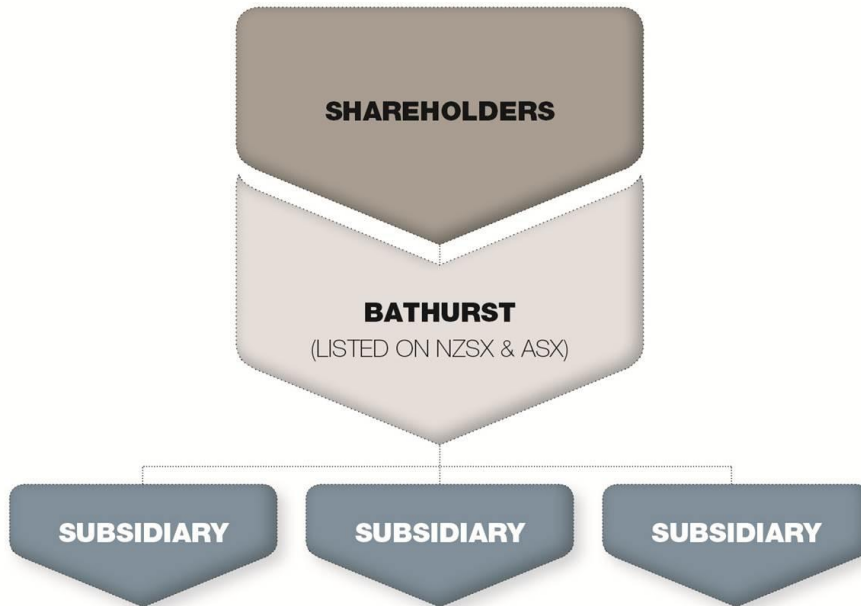 SHAREHOLDERS
BATHURST
(LISTED ON NZSX & ASX)
SUBSIDIARY SUBSIDIARY SUBSIDIARY